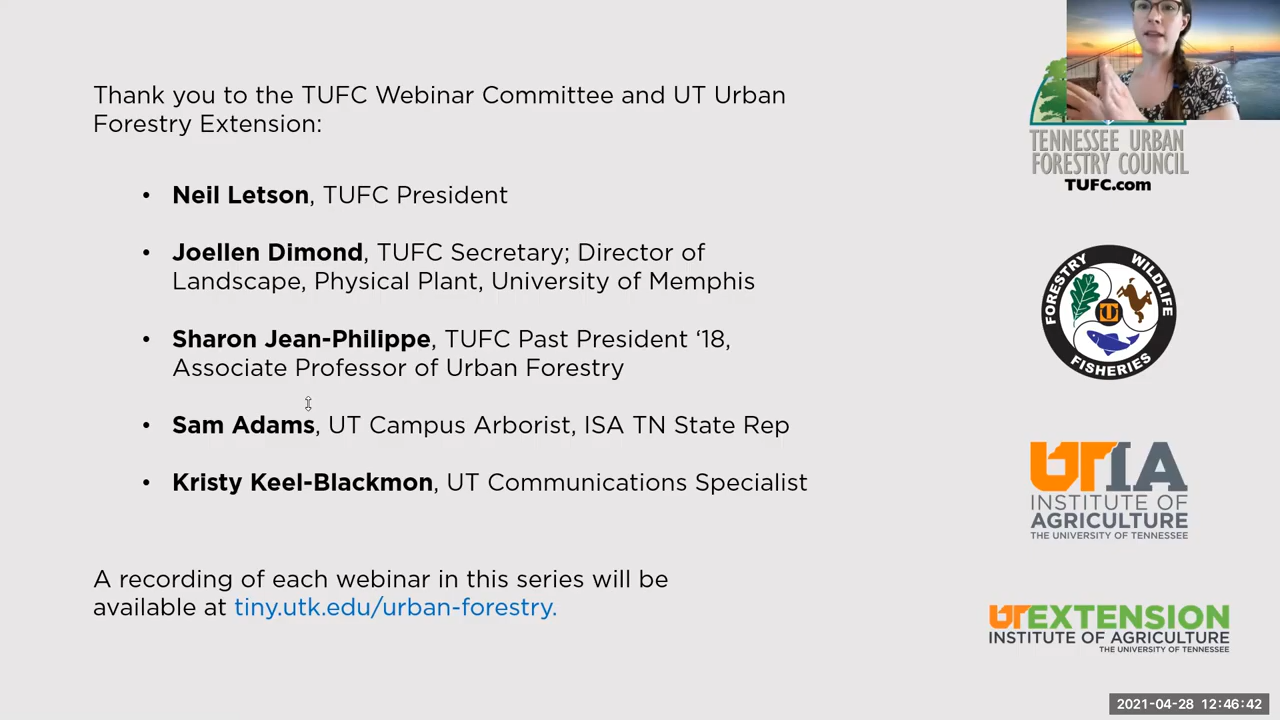 Thank you to the TUFC Webinar Committee and UT Urban
Forestry Extension:
• Neil Letson, TUFC President
• Joellen Dimond, TUFC Secretary; Director of
Landscape, Physical Plant, University of Memphis
• Sharon Jean-Philippe, TUFC Past President ‘18,
Associate Professor of Urban Forestry
• Sam Adams, UT Campus Arborist, ISA TN State Rep
• Kristy Keel-Blackmon, UT Communications Specialist
A recording of each webinar in this series will be
available at tiny.utk.edu/urban-forestry.
TENNESSEE URBAN
FORESTRY COUNCIL
TUFC.com
FORESTRY
WILDLIFE
FISHERIES
UTIA
INSTITUTE OF
AGRICULTURE
THE UNIVERSITY OF TENNESSEE
UTEXTENSION
INSTITUTE OF AGRICULTURE
THE UNIVERSITY OF TENNESSEE
2021-04-28 12:46:42